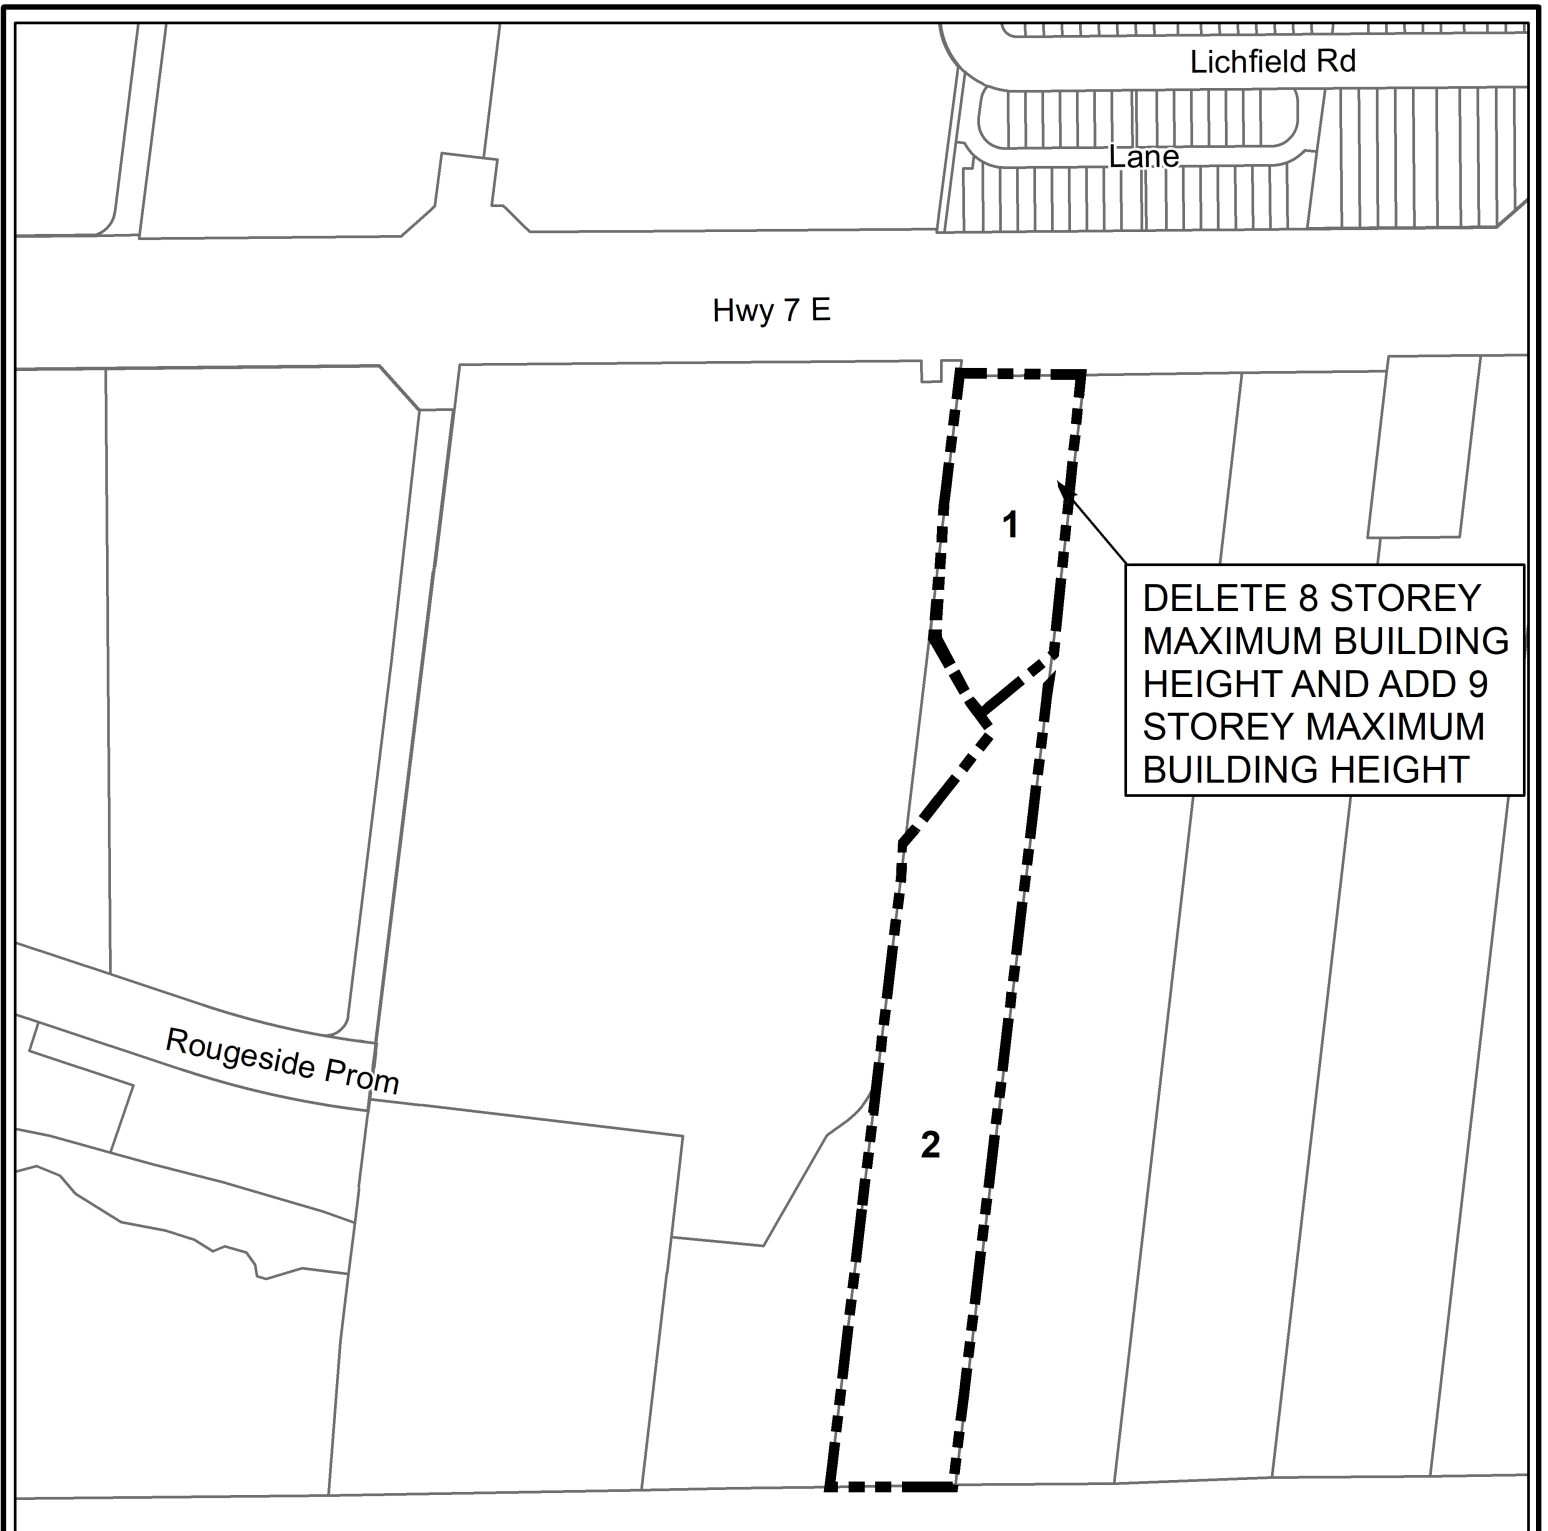 Lichfield Rd
Lane
Hwy 7 E
1
DELETE 8 STOREY
MAXIMUM BUILDING
HEIGHT AND ADD 9
STOREY MAXIMUM
BUILDING HEIGHT
Rougeside Prom
2